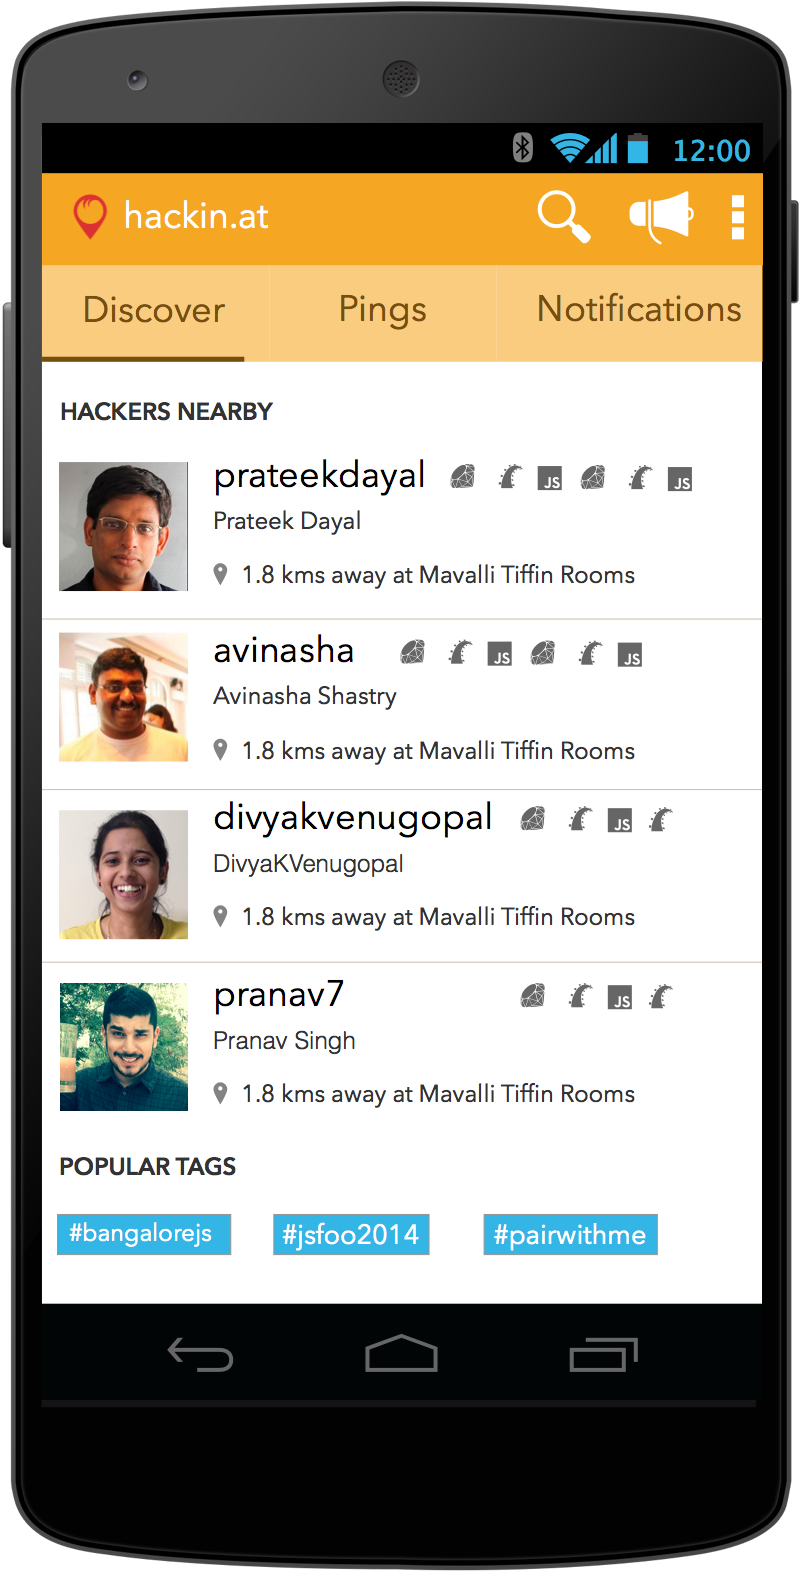 12:00
hackin.at
Discover Pings Notifications
HACKERS NEARBY
prateekdayal JS JS
Prateek Dayal
1.8 kms away at Mavalli Tiffin Rooms
avinasha JS JS
Avinasha Shastry
1.8 kms away at Mavalli Tiffin Rooms
divyakvenugopal JS
DivyaKVenugopal
1.8 kms away at Mavalli Tiffin Rooms
pranav7 JS
Pranav Singh
1.8 kms away at Mavalli Tiffin Rooms
POPULAR TAGS
#bangalorejs #jsfoo2014 #pairwithme